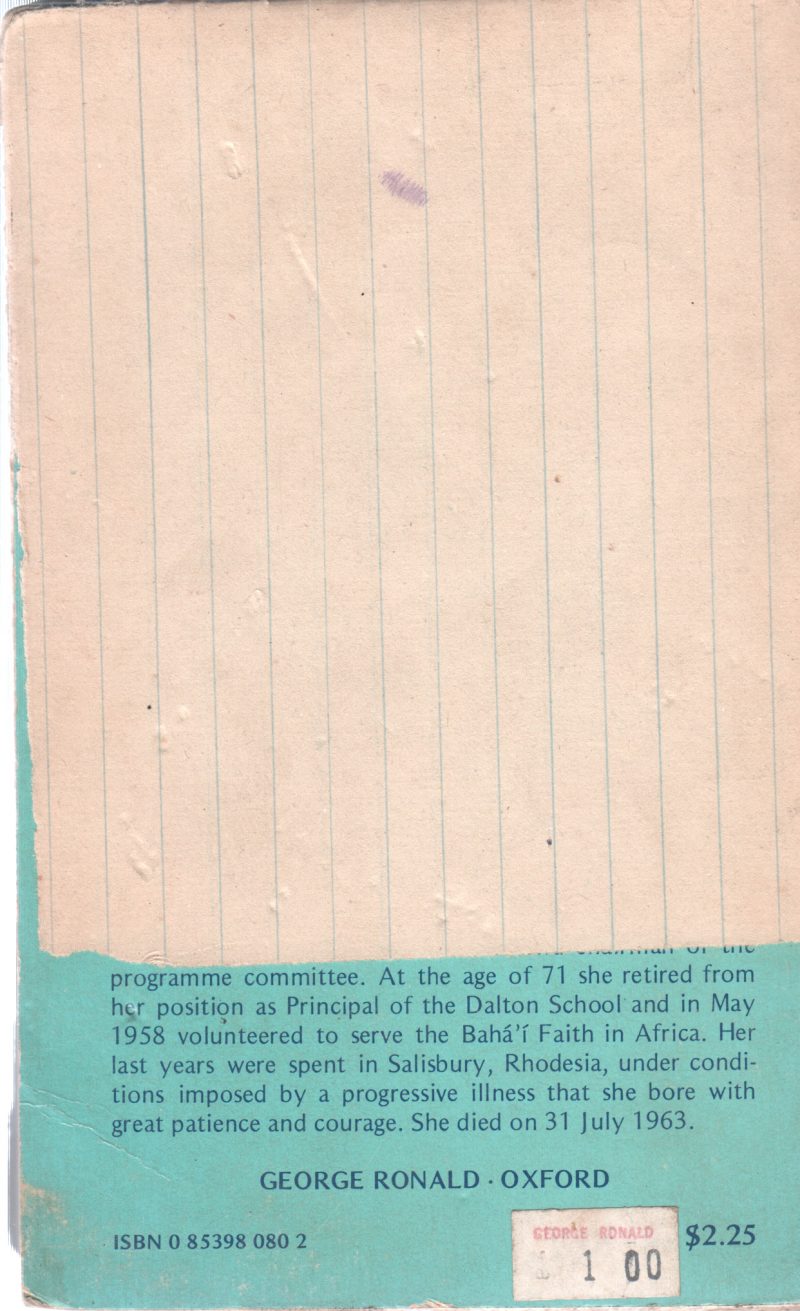 chairman of the
programme committee. At the age of 71 she retired from
her position as Principal of the Dalton School and in May
1958 volunteered to serve the Bahá’í Faith in Africa. Her
last years were spent in Salisbury, Rhodesia, under condi-
tions imposed by a progressive illness that she bore with
great patience and courage. She died on 31 July 1963.
GEORGE RONALD · OXFORD
ISBN 0 85398 080 2
GEORGE RONALD
1 00
$2.25